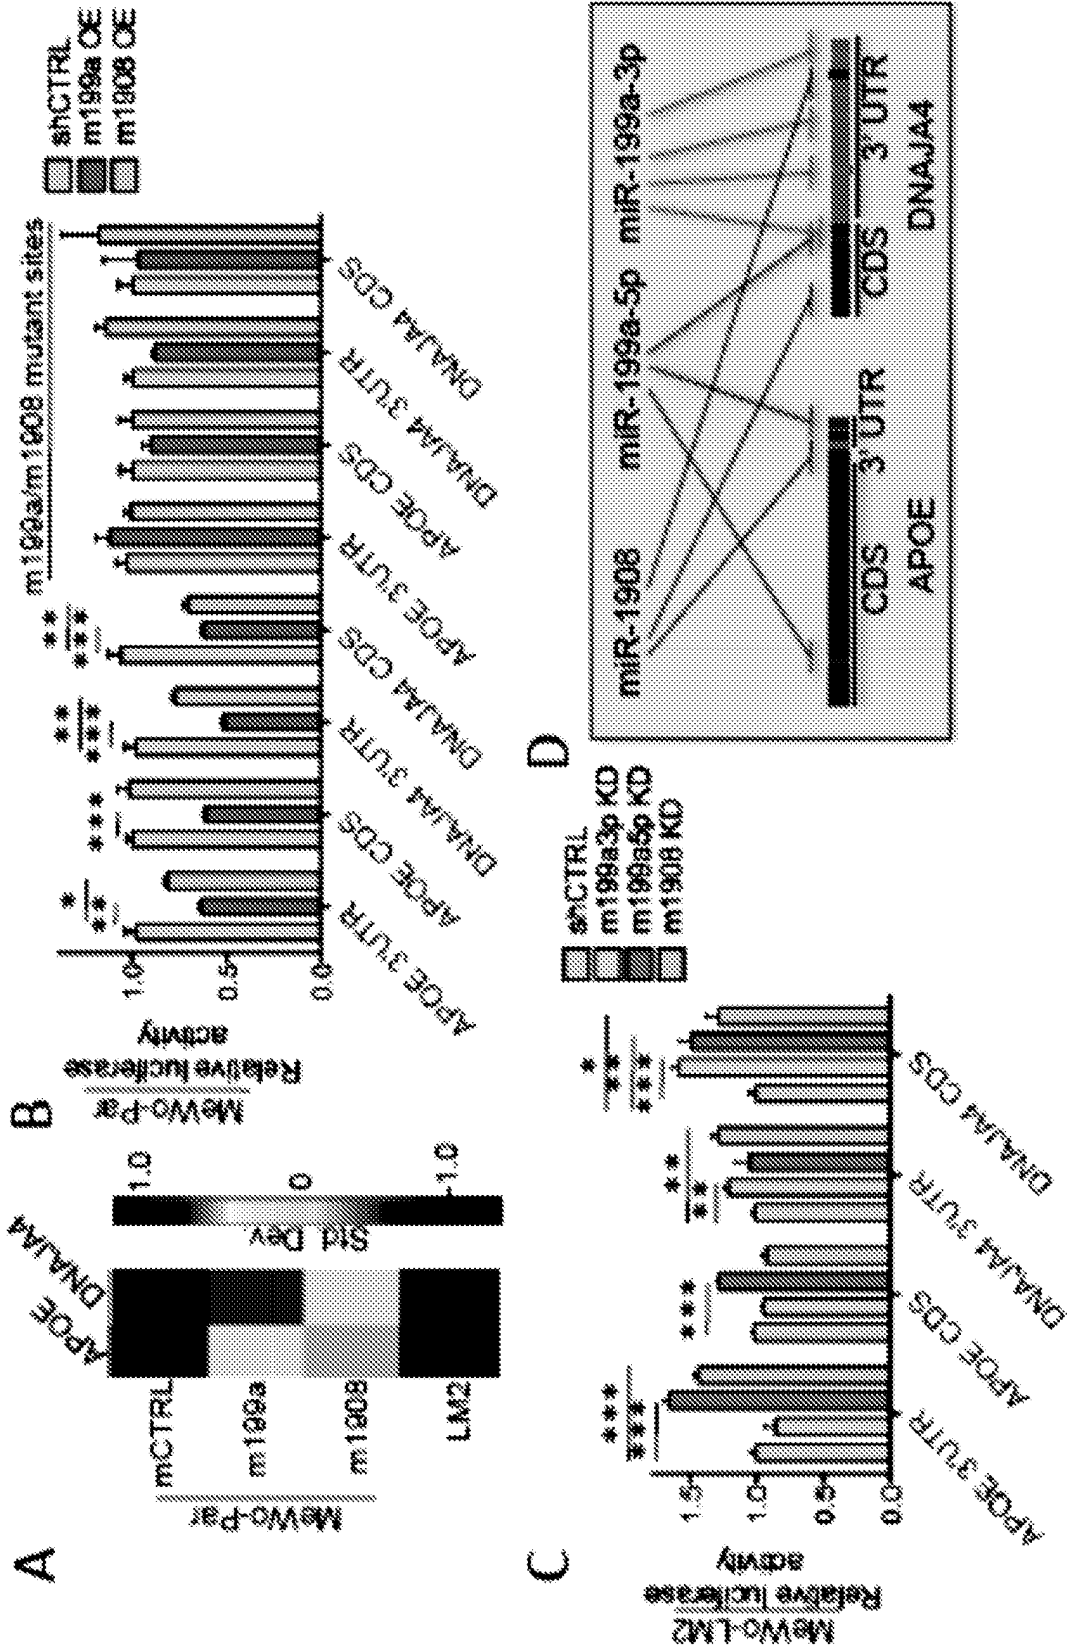 A
APOE
DNAJA4
mCTRL
m199a
m1908
LM2
MeWo-Par
1.0
0
-1.0
Std. Dev.
B
MeWo-Par
Relative luciferase
activity
1.0
0.5
0.0
*
**
***
**
***
**
***
m199a/m1908 mutant sites
shCTRL
m199a OE
m1908 OE
APOE 3'UTR
APOE CDS
DNAJA4 3'UTR
DNAJA4 CDS
APOE 3'UTR
APOE CDS
DNAJA4 3'UTR
DNAJA4 CDS
C
MeWo-LM2
Relative luciferase
activity
1.5
1.0
0.5
0.0
***
***
***
**
**
*
**
***
shCTRL
m199a3p KD
m199a5p KD
m1908 KD
APOE 3'UTR
APOE CDS
DNAJA4 3'UTR
DNAJA4 CDS
D
miR-1908
miR-199a-5p
miR-199a-3p
CDS
3' UTR
APOE
CDS
3' UTR
DNAJA4